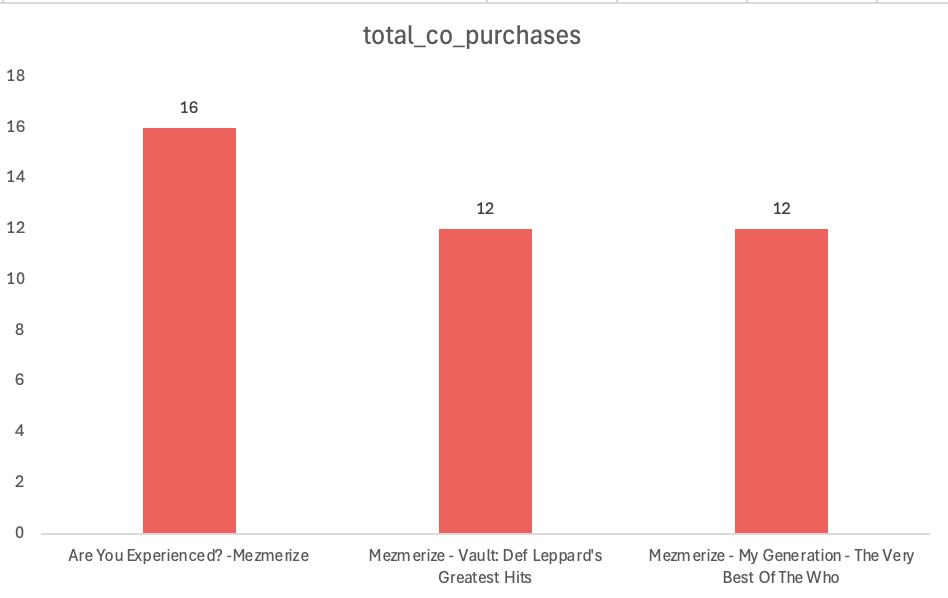 total_co_purchases
18
16
14
12
10
8
6
4
2
0
16
12
12
Are You Experienced? -Mezmerize
Mezmerize - Vault: Def Leppard's
Greatest Hits
Mezmerize - My Generation - The Very
Best Of The Who